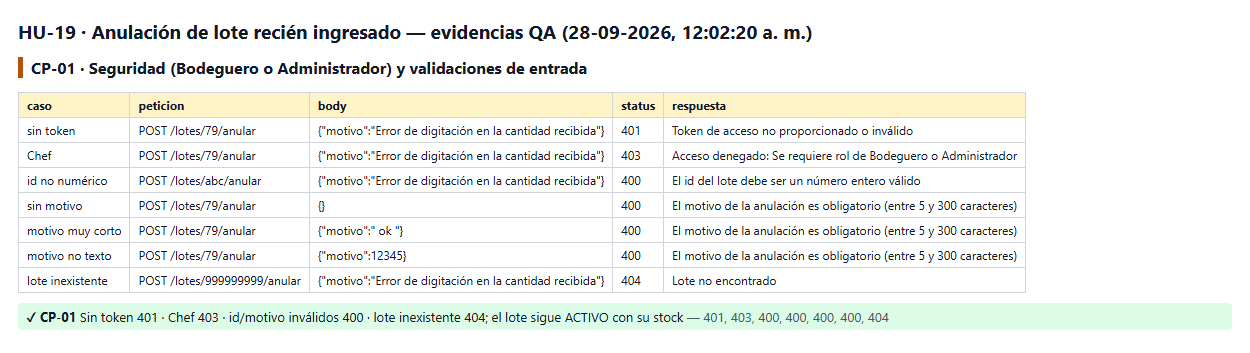 HU-19 · Anulación de lote recién ingresado — evidencias QA (28-09-2026, 12:02:20 a. m.)
CP-01 · Seguridad (Bodeguero o Administrador) y validaciones de entrada
caso peticion body status respuesta
sin token POST /lotes/79/anular {"motivo":"Error de digitación en la cantidad recibida"} 401 Token de acceso no proporcionado o inválido
Chef POST /lotes/79/anular {"motivo":"Error de digitación en la cantidad recibida"} 403 Acceso denegado: Se requiere rol de Bodeguero o Administrador
id no numérico POST /lotes/abc/anular {"motivo":"Error de digitación en la cantidad recibida"} 400 El id del lote debe ser un número entero válido
sin motivo POST /lotes/79/anular {} 400 El motivo de la anulación es obligatorio (entre 5 y 300 caracteres)
motivo muy corto POST /lotes/79/anular {"motivo":" ok "} 400 El motivo de la anulación es obligatorio (entre 5 y 300 caracteres)
motivo no texto POST /lotes/79/anular {"motivo":12345} 400 El motivo de la anulación es obligatorio (entre 5 y 300 caracteres)
lote inexistente POST /lotes/999999999/anular {"motivo":"Error de digitación en la cantidad recibida"} 404 Lote no encontrado
✓ CP-01 Sin token 401 · Chef 403 · id/motivo inválidos 400 · lote inexistente 404; el lote sigue ACTIVO con su stock — 401, 403, 400, 400, 400, 400, 404